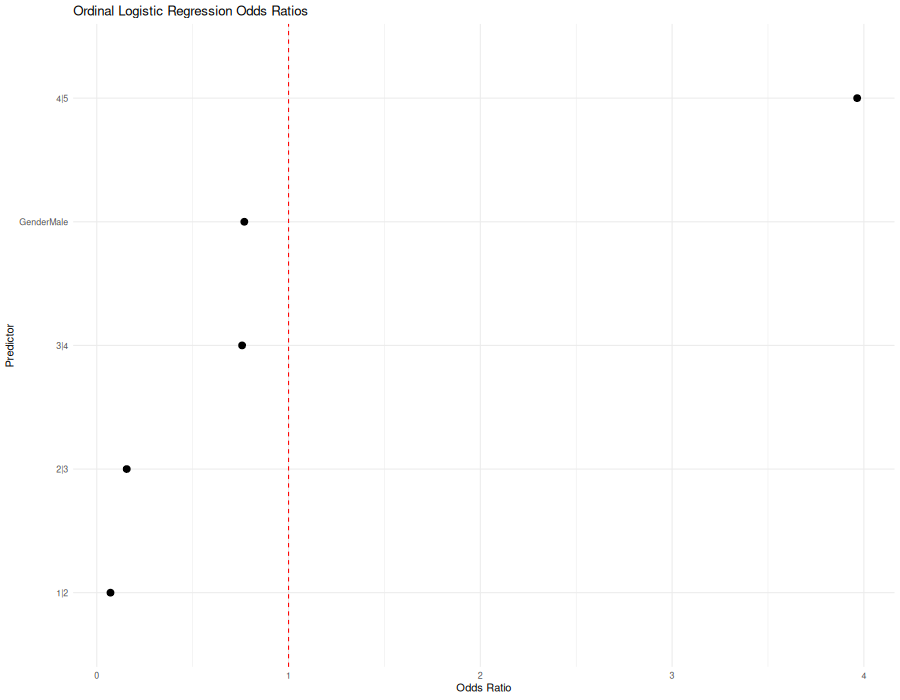 Ordinal Logistic Regression Odds Ratios
4|5
GenderMale
3|4
2|3
1|2
Predictor
0 1 2 3 4
Odds Ratio